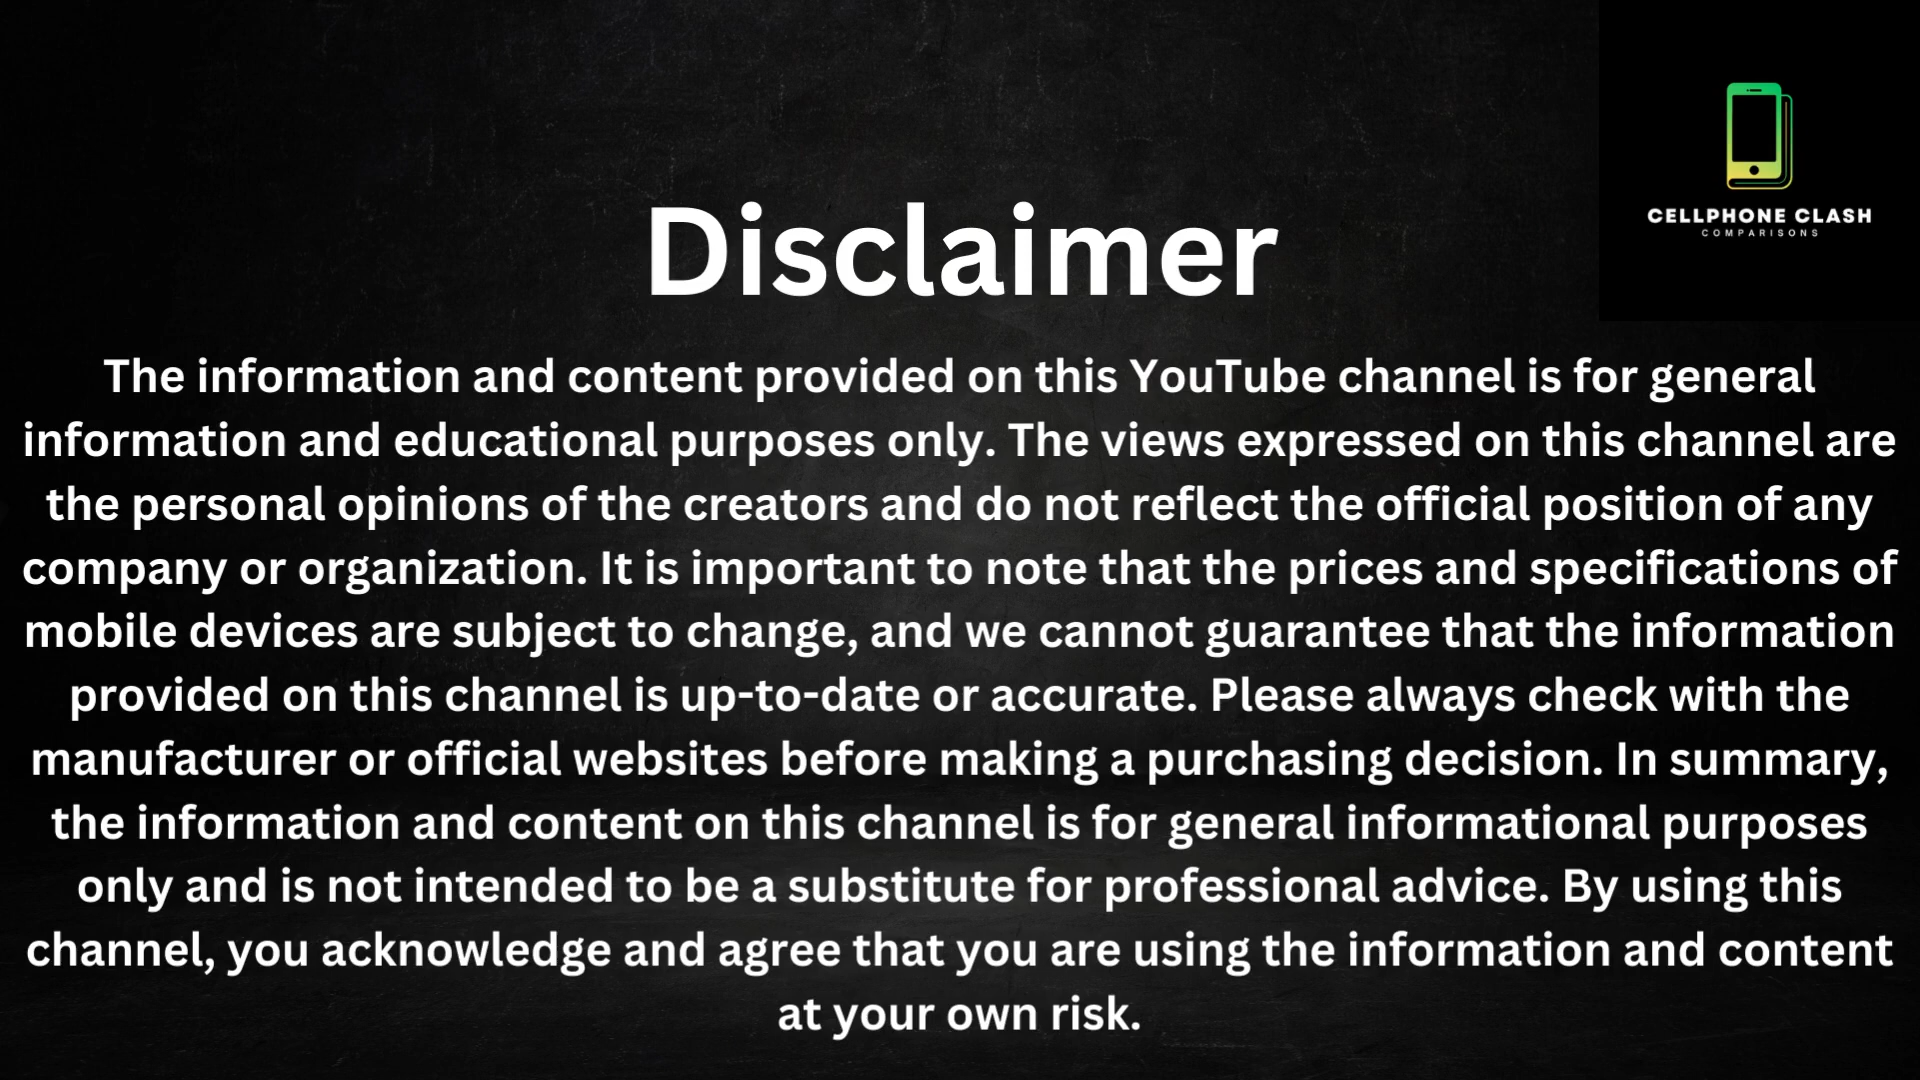 CELLPHONE CLASH
COMPARISONS
Disclaimer
The information and content provided on this YouTube channel is for general
information and educational purposes only. The views expressed on this channel are
the personal opinions of the creators and do not reflect the official position of any
company or organization. It is important to note that the prices and specifications of
mobile devices are subject to change, and we cannot guarantee that the information
provided on this channel is up-to-date or accurate. Please always check with the
manufacturer or official websites before making a purchasing decision. In summary,
the information and content on this channel is for general informational purposes
only and is not intended to be a substitute for professional advice. By using this
channel, you acknowledge and agree that you are using the information and content
at your own risk.